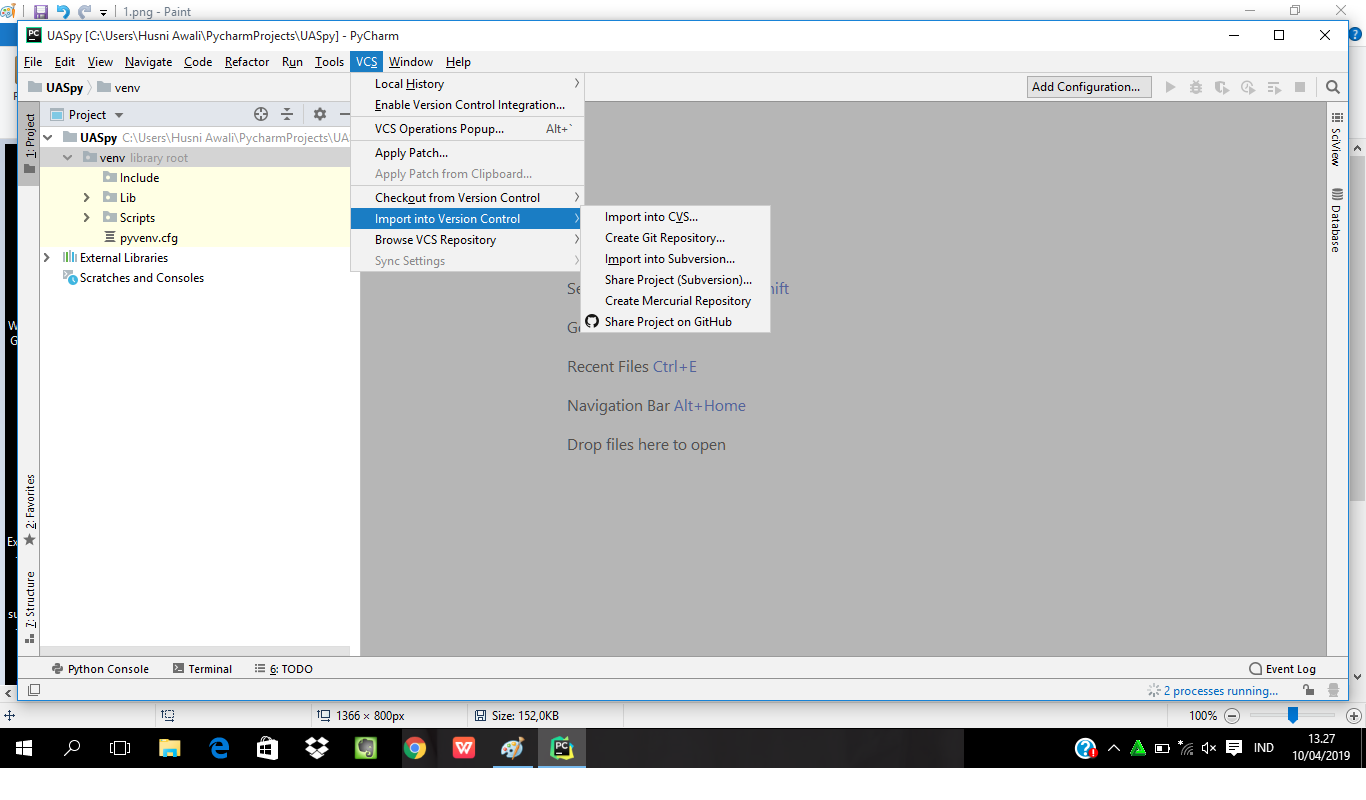 1.png - Paint
UASpy [C:\Users\Husni Awali\PycharmProjects\UASpy] - PyCharm
File Edit View Navigate Code Refactor Run Tools VCS Window Help
UASpy venv
Add Configuration...
1: Project
Project
UASpy C:\Users\Husni Awali\PycharmProjects\UA
venv library root
Include
Lib
Scripts
pyvenv.cfg
External Libraries
Scratches and Consoles
Local History
Enable Version Control Integration...
VCS Operations Popup... Alt+`
Apply Patch...
Apply Patch from Clipboard...
Checkout from Version Control
Import into Version Control
Browse VCS Repository
Sync Settings
Import into CVS...
Create Git Repository...
Import into Subversion...
Share Project (Subversion)...
Create Mercurial Repository
Share Project on GitHub
Recent Files Ctrl+E
Navigation Bar Alt+Home
Drop files here to open
SciView
Database
2: Favorites
7: Structure
Python Console Terminal 6: TODO
Event Log
2 processes running...
1366 × 800px
Size: 152,0KB
100%
IND
13.27
10/04/2019